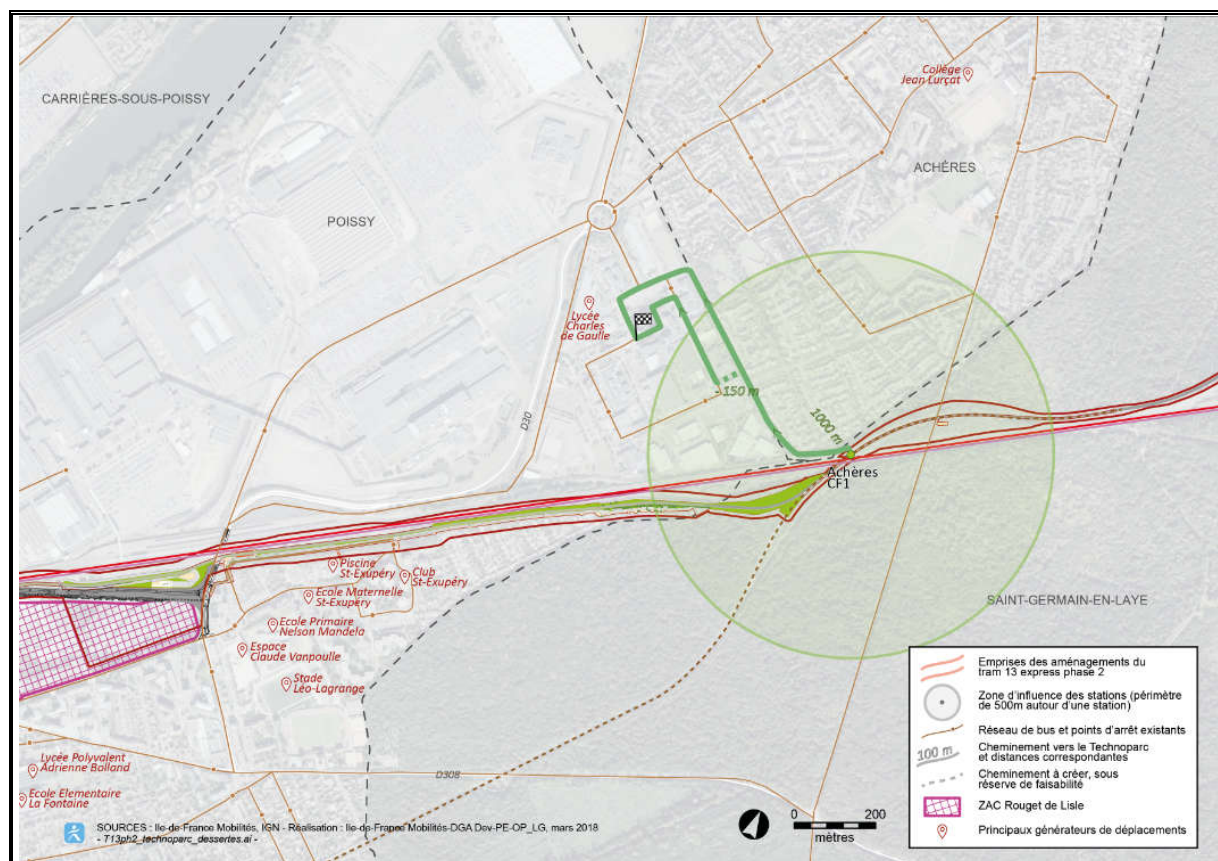 Collège
Jean Lurçat
CARRIÈRES-SOUS-POISSY
ACHÈRES
POISSY
Lycée
Charles
de Gaulle
- 150 m
D30
1000 m
Achères
CF1
Piscine
St-Exupéry
Club
St-Exupéry
Ecole Maternelle
St-Exupéry
Ecole Primaire
Nelson Mandela
Espace
Claude Vanpoulle
Stade
Léo-Lagrange
SAINT-GERMAIN-EN-LAYE
Lycée Polyvalent
Adrienne Bolland
Ecole Elementaire
La Fontaine
D308
Emprises des aménagements du
tram 13 express phase 2
Zone d'influence des stations (périmètre
de 500m autour d'une station)
Réseau de bus et points d'arrêt existants
100 m
Cheminement vers le Technoparc
et distances correspondantes
Cheminement à créer, sous
réserve de faisabilité
ZAC Rouget de Lisle
Principaux générateurs de déplacements
0 200
mètres
SOURCES : Ile-de-France Mobilités, IGN - Réalisation : Ile-de-France Mobilités-DGA Dev-PE-OP_LG, mars 2018
- T13ph2_technoparc_dessertes.ai -